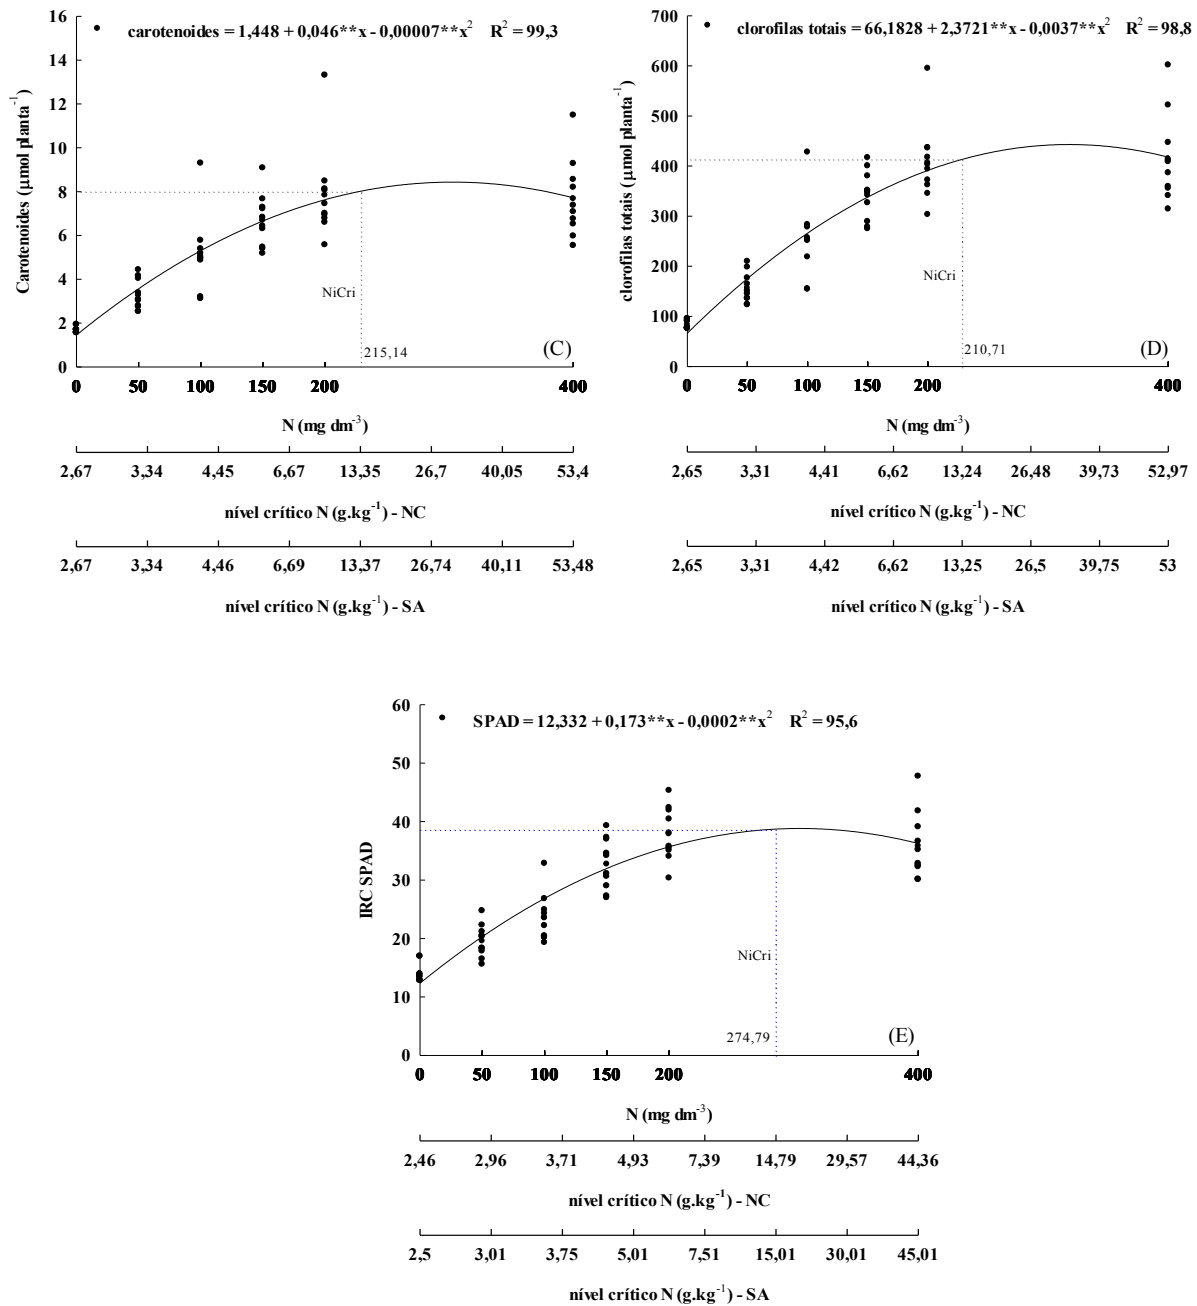 carotenoides = 1,448 + 0,046**x - 0,00007**x² R² = 99,3
16
14
12
10
8
6
4
2
0
Carotenoides (µmol planta⁻¹)
NiCri
215,14
(C)
0 50 100 150 200 400
N (mg dm⁻³)
2,67 3,34 4,45 6,67 13,35 26,7 40,05 53,4
nível crítico N (g.kg⁻¹) - NC
2,67 3,34 4,46 6,69 13,37 26,74 40,11 53,48
nível crítico N (g.kg⁻¹) - SA
clorofilas totais = 66,1828 + 2,3721**x - 0,0037**x² R² = 98,8
700
600
500
400
300
200
100
0
clorofilas totais (µmol planta⁻¹)
NiCri
210,71
(D)
0 50 100 150 200 400
N (mg dm⁻³)
2,65 3,31 4,41 6,62 13,24 26,48 39,73 52,97
nível crítico N (g.kg⁻¹) - NC
2,65 3,31 4,42 6,62 13,25 26,5 39,75 53
nível crítico N (g.kg⁻¹) - SA
SPAD = 12,332 + 0,173**x - 0,0002**x² R² = 95,6
60
50
40
30
20
10
0
IRC SPAD
NiCri
274,79
(E)
0 50 100 150 200 400
N (mg dm⁻³)
2,46 2,96 3,71 4,93 7,39 14,79 29,57 44,36
nível crítico N (g.kg⁻¹) - NC
2,5 3,01 3,75 5,01 7,51 15,01 30,01 45,01
nível crítico N (g.kg⁻¹) - SA